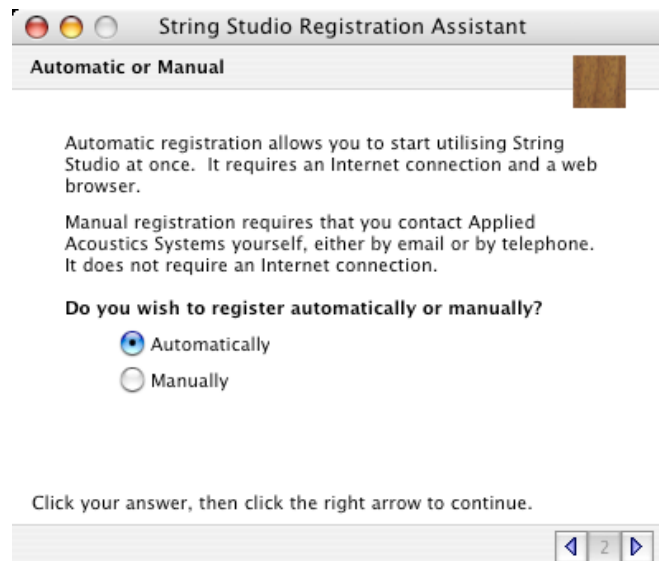 String Studio Registration Assistant
Automatic or Manual
Automatic registration allows you to start utilising String
Studio at once. It requires an Internet connection and a web
browser.
Manual registration requires that you contact Applied
Acoustics Systems yourself, either by email or by telephone.
It does not require an Internet connection.
Do you wish to register automatically or manually?
Automatically
Manually
Click your answer, then click the right arrow to continue.
2